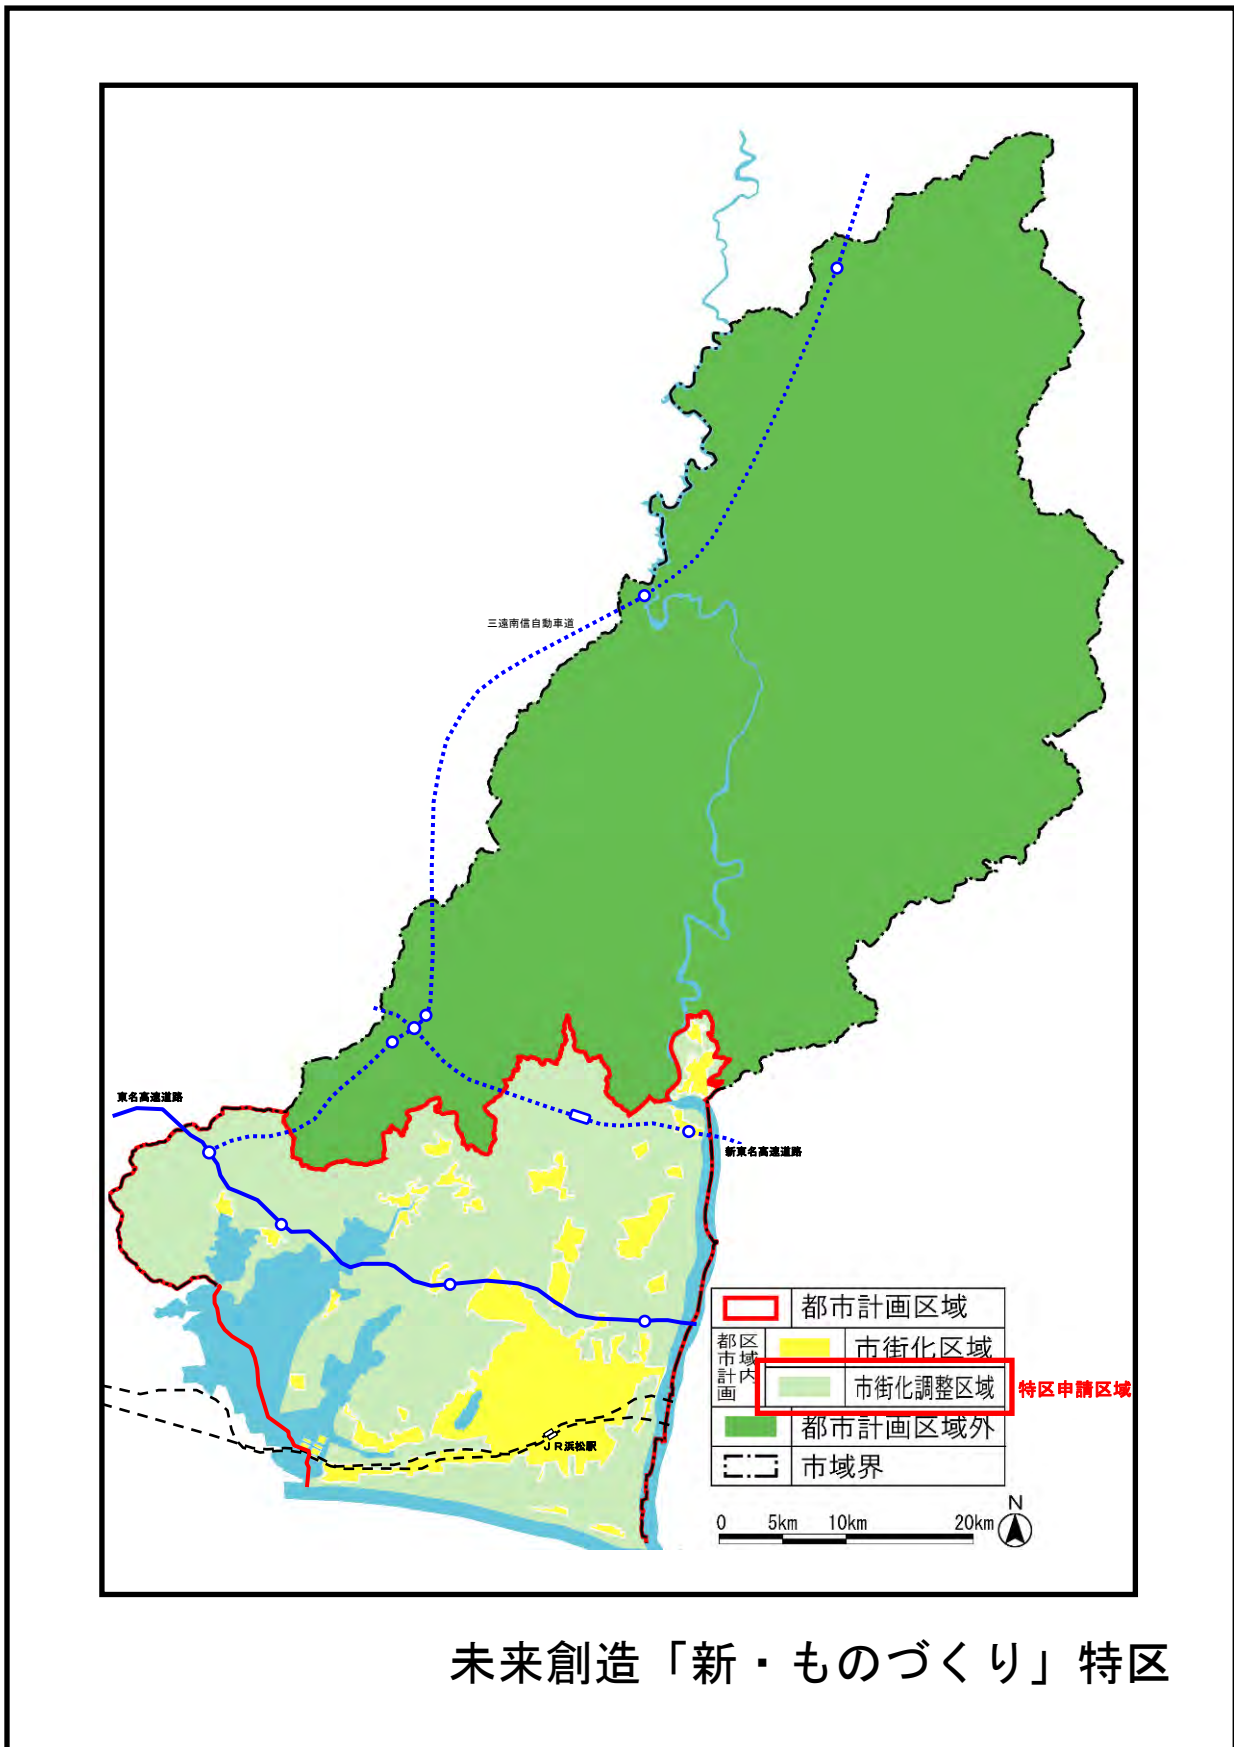 三遠南信自動車道
東名高速道路
新東名高速道路
JR浜松駅
都市計画区域
都市計画
区域内
市街化区域
市街化調整区域
特区申請区域
都市計画区域外
市域界
0 5km 10km 20km
N
未来創造「新・ものづくり」特区